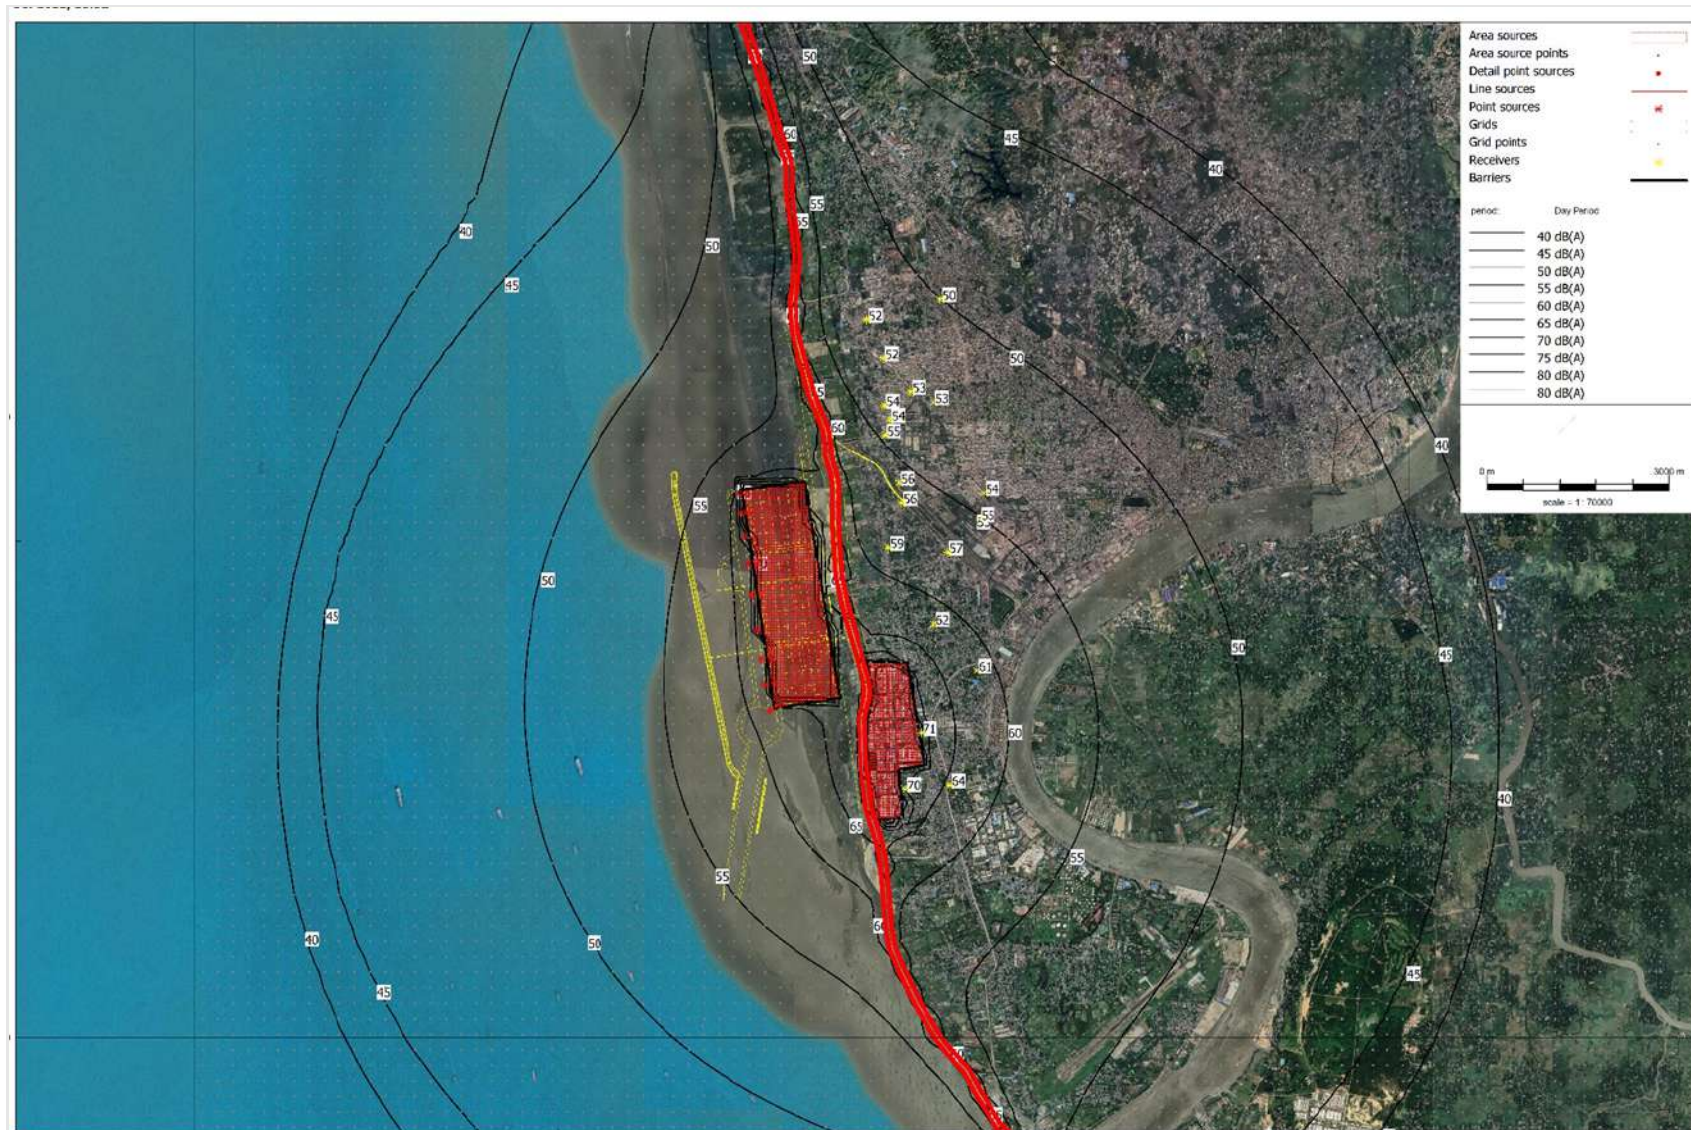 Area sources
Area source points
Detail point sources
Line sources
Point sources
Grids
Grid points
Receivers
Barriers
period: Day Period
40 dB(A)
45 dB(A)
50 dB(A)
55 dB(A)
60 dB(A)
65 dB(A)
70 dB(A)
75 dB(A)
80 dB(A)
80 dB(A)
0 m 3000 m
scale = 1 : 70000
50
60
45
40
55
40
50
45
50
52
50
52
53
53
54
54
55
60
40
56
54
55
56
59
57
50
45
62
50
45
61
71
60
70
64
40
65
55
55
60
40
50
45
45